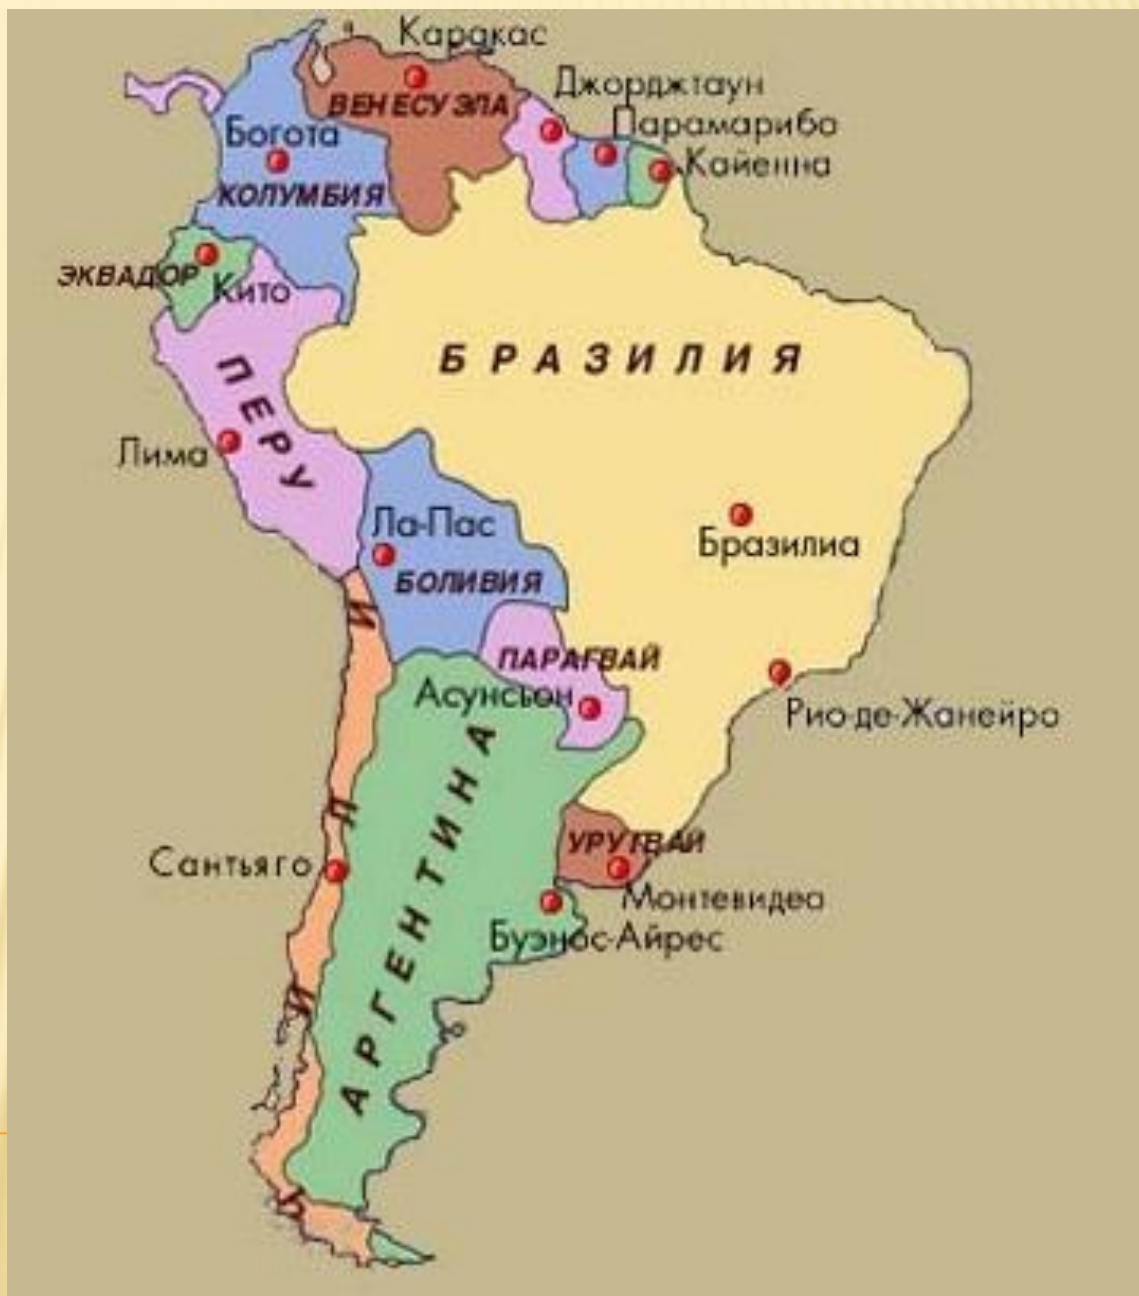 Каракас
ВЕНЕСУЭЛА
Джорджтаун
Парамарибо
Кайенна
Богота
КОЛУМБИЯ
ЭКВАДОР
Кито
БРАЗИЛИЯ
ПЕРУ
Лима
Ла-Пас
БОЛИВИЯ
Бразилиа
ПАРАГВАЙ
Асунсьон
Рио-де-Жанейро
ЧИЛИ
АРГЕНТИНА
Сантьяго
УРУГВАЙ
Монтевидео
Буэнос-Айрес